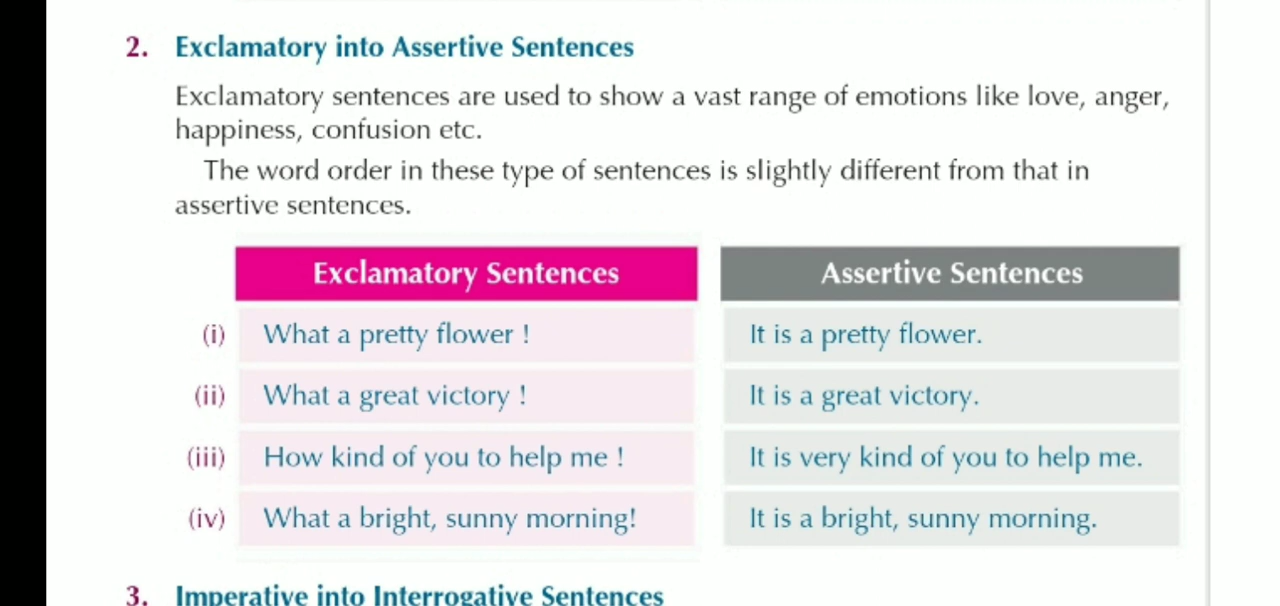 2. Exclamatory into Assertive Sentences
Exclamatory sentences are used to show a vast range of emotions like love, anger,
happiness, confusion etc.
The word order in these type of sentences is slightly different from that in
assertive sentences.
Exclamatory Sentences Assertive Sentences
(i) What a pretty flower ! It is a pretty flower.
(ii) What a great victory ! It is a great victory.
(iii) How kind of you to help me ! It is very kind of you to help me.
(iv) What a bright, sunny morning! It is a bright, sunny morning.
3. Imperative into Interrogative Sentences